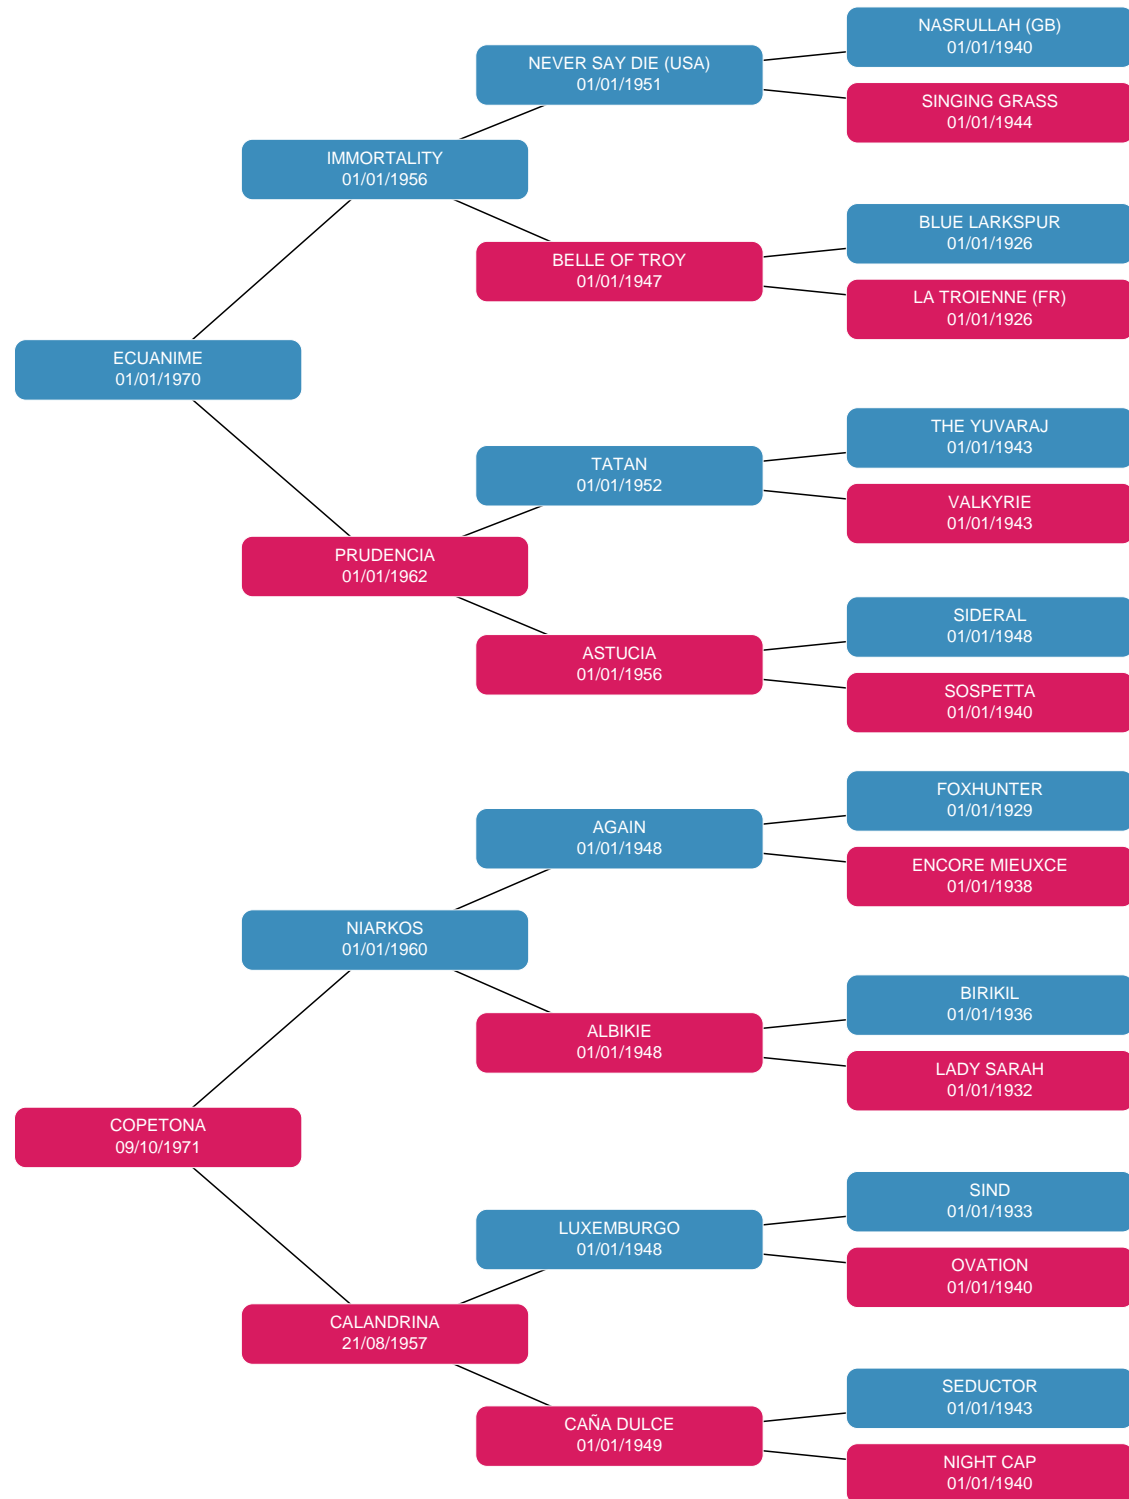 NASRULLAH (GB)
01/01/1940
NEVER SAY DIE (USA)
01/01/1951
SINGING GRASS
01/01/1944
IMMORTALITY
01/01/1956
BLUE LARKSPUR
01/01/1926
BELLE OF TROY
01/01/1947
LA TROIENNE (FR)
01/01/1926
ECUANIME
01/01/1970
THE YUVARAJ
01/01/1943
TATAN
01/01/1952
VALKYRIE
01/01/1943
PRUDENCIA
01/01/1962
SIDERAL
01/01/1948
ASTUCIA
01/01/1956
SOSPETTA
01/01/1940
FOXHUNTER
01/01/1929
AGAIN
01/01/1948
ENCORE MIEUXCE
01/01/1938
NIARKOS
01/01/1960
BIRIKIL
01/01/1936
ALBIKIE
01/01/1948
LADY SARAH
01/01/1932
COPETONA
09/10/1971
SIND
01/01/1933
LUXEMBURGO
01/01/1948
OVATION
01/01/1940
CALANDRINA
21/08/1957
SEDUCTOR
01/01/1943
CAÑA DULCE
01/01/1949
NIGHT CAP
01/01/1940